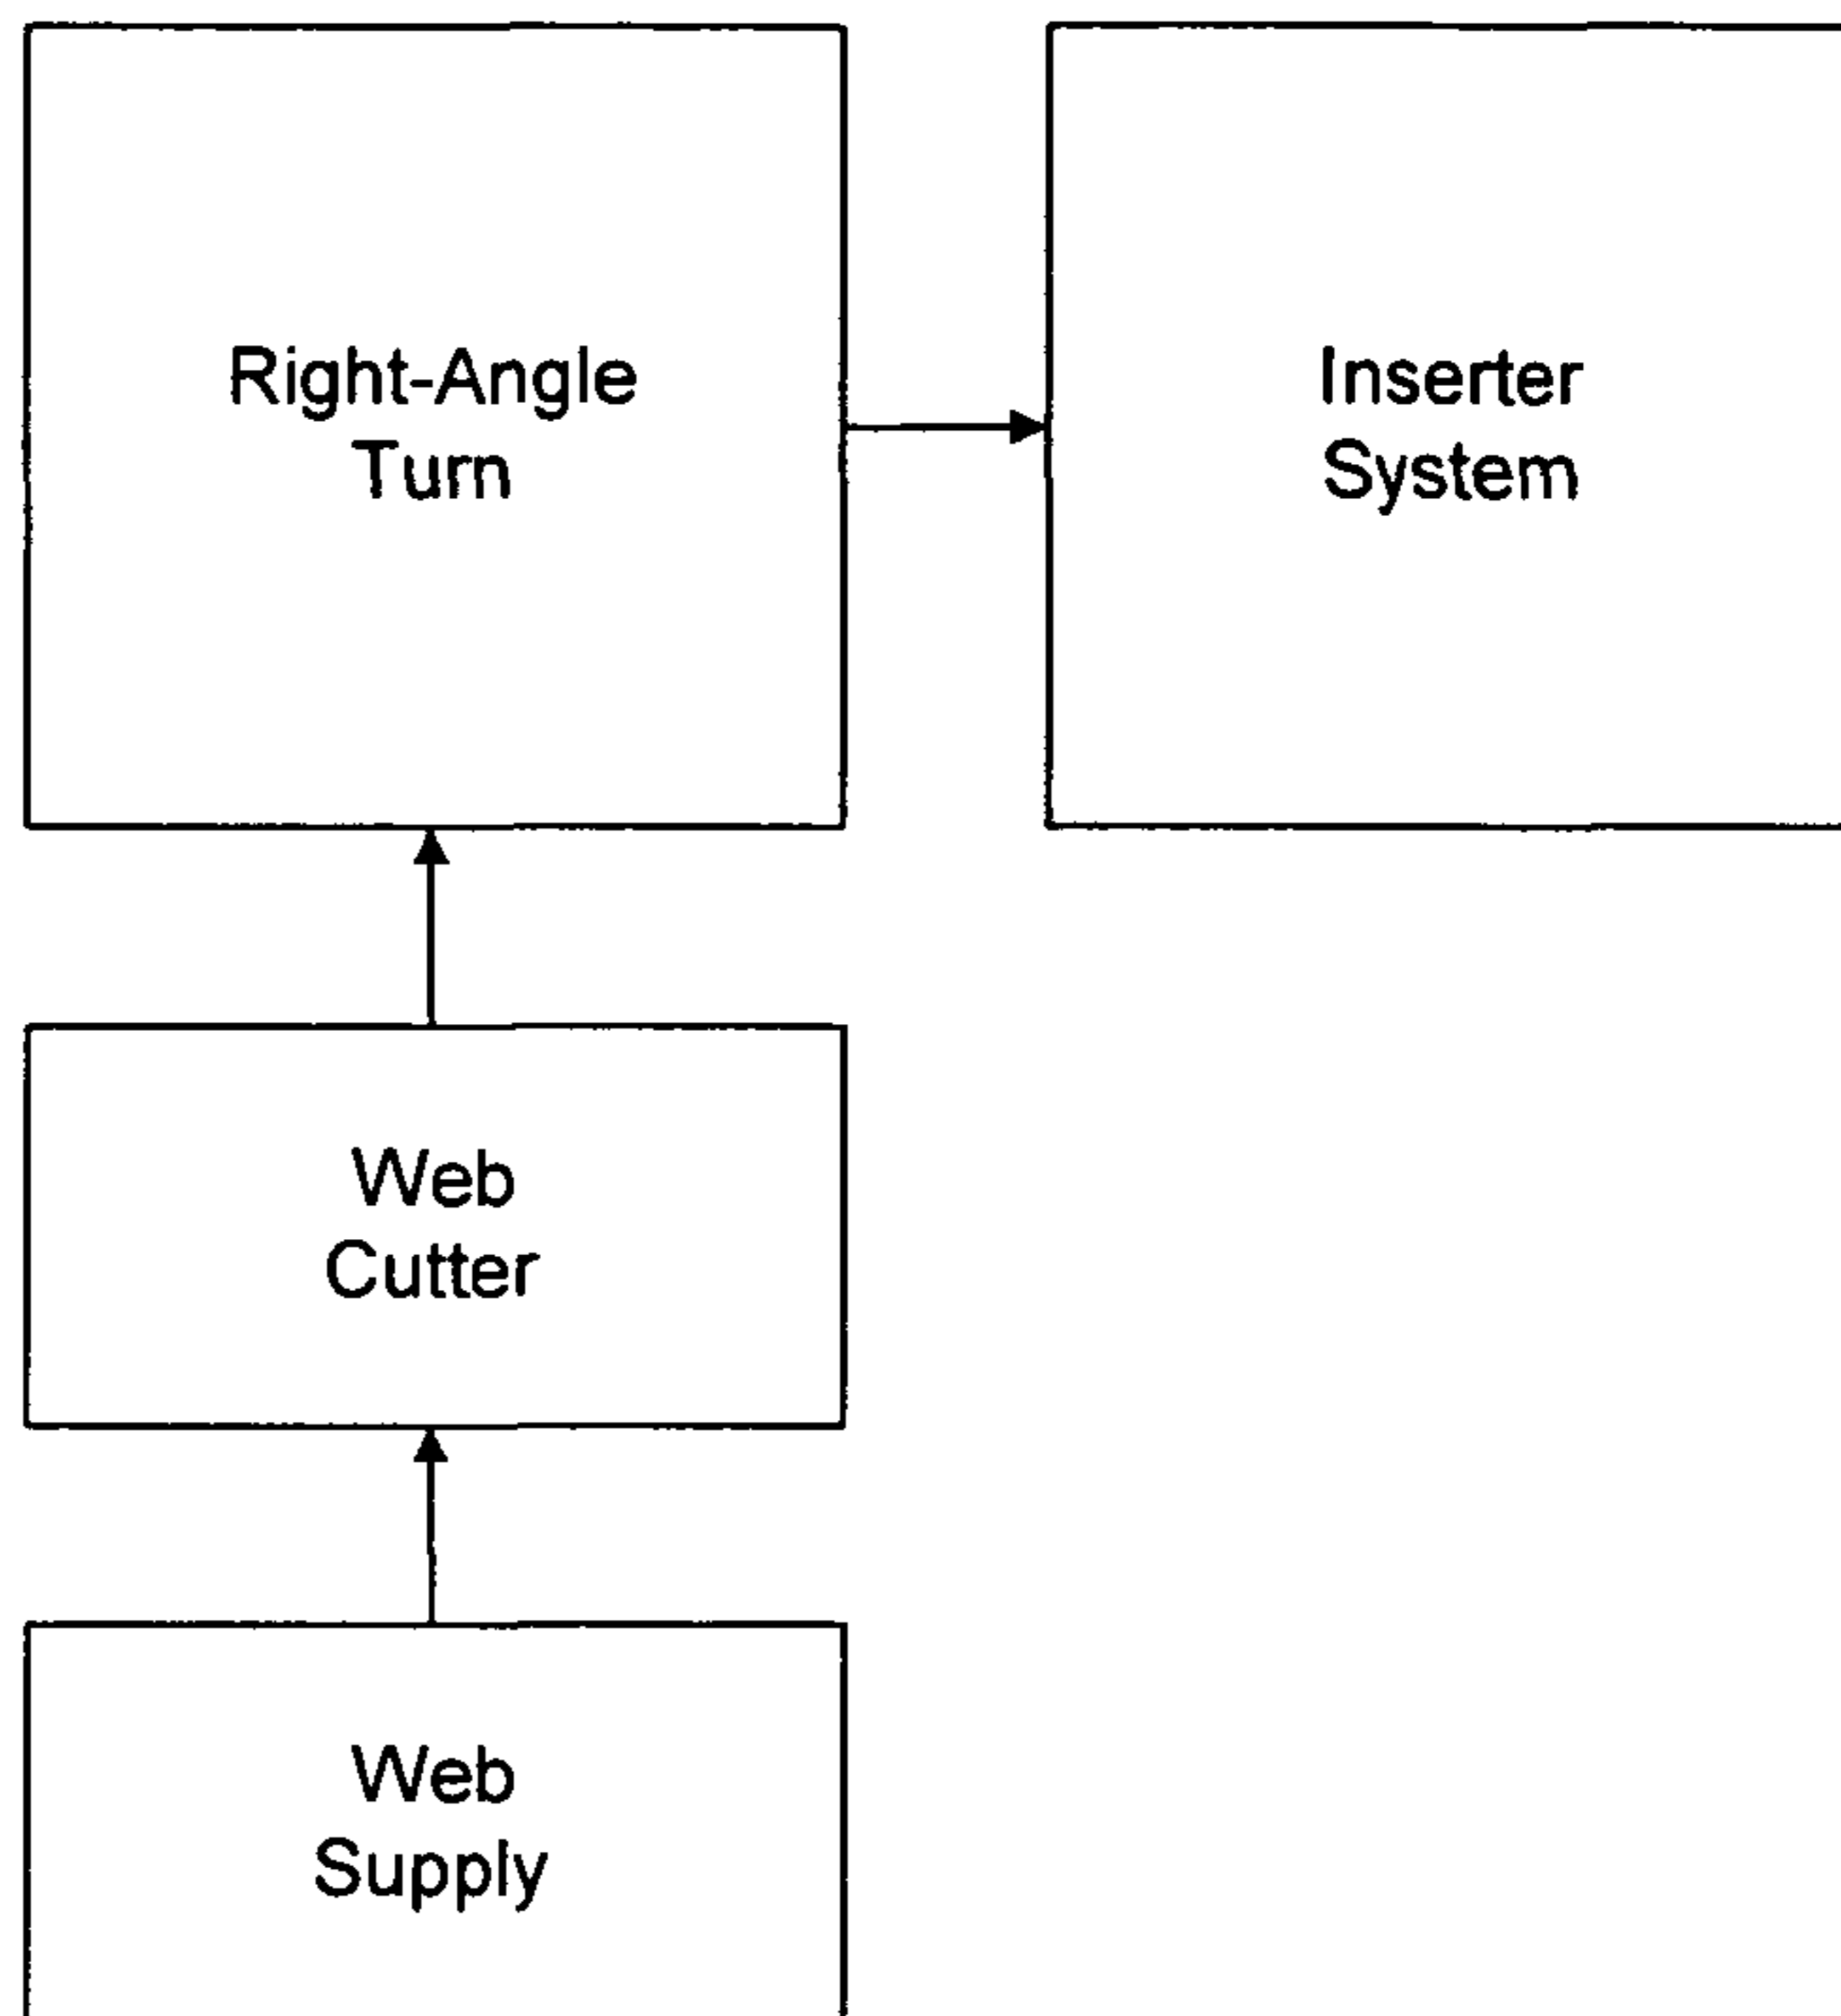 Right-Angle
Turn
Inserter
System
Web
Cutter
Web
Supply